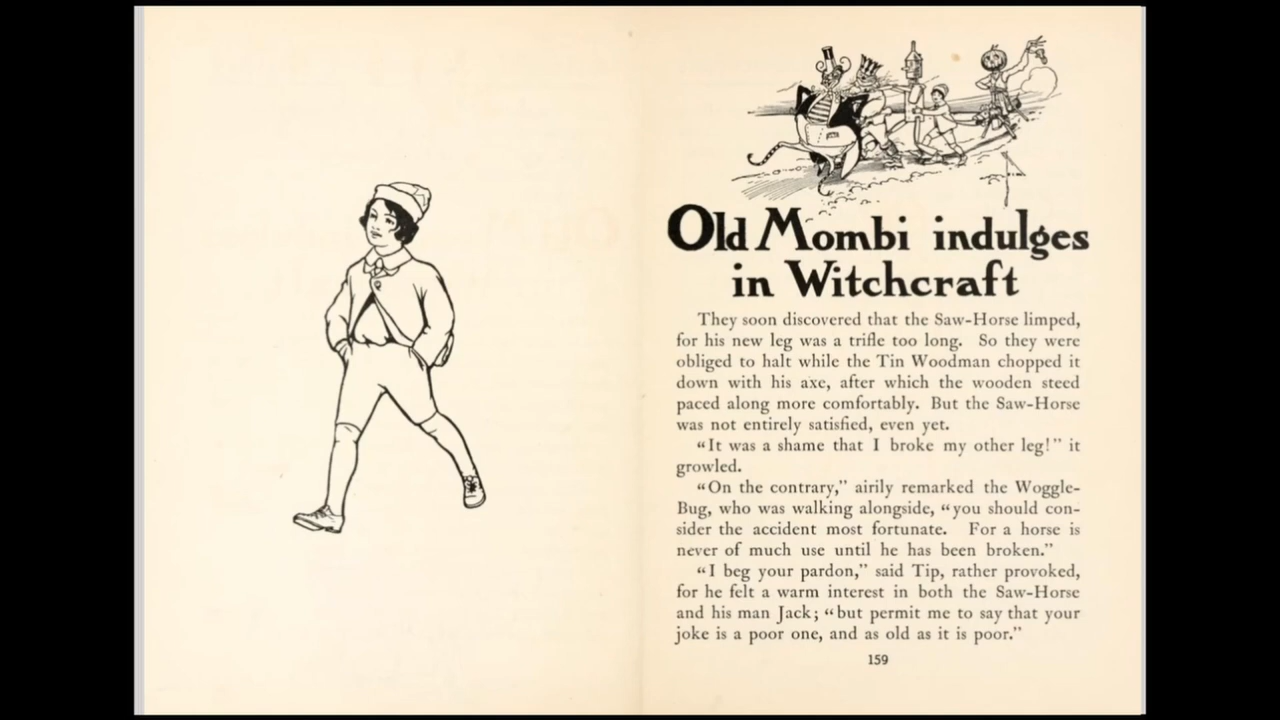 Old Mombi indulges
in Witchcraft
They soon discovered that the Saw-Horse limped,
for his new leg was a trifle too long. So they were
obliged to halt while the Tin Woodman chopped it
down with his axe, after which the wooden steed
paced along more comfortably. But the Saw-Horse
was not entirely satisfied, even yet.
“It was a shame that I broke my other leg!” it
growled.
“On the contrary,” airily remarked the Woggle-
Bug, who was walking alongside, “you should con-
sider the accident most fortunate. For a horse is
never of much use until he has been broken.”
“I beg your pardon,” said Tip, rather provoked,
for he felt a warm interest in both the Saw-Horse
and his man Jack; “but permit me to say that your
joke is a poor one, and as old as it is poor.”
159